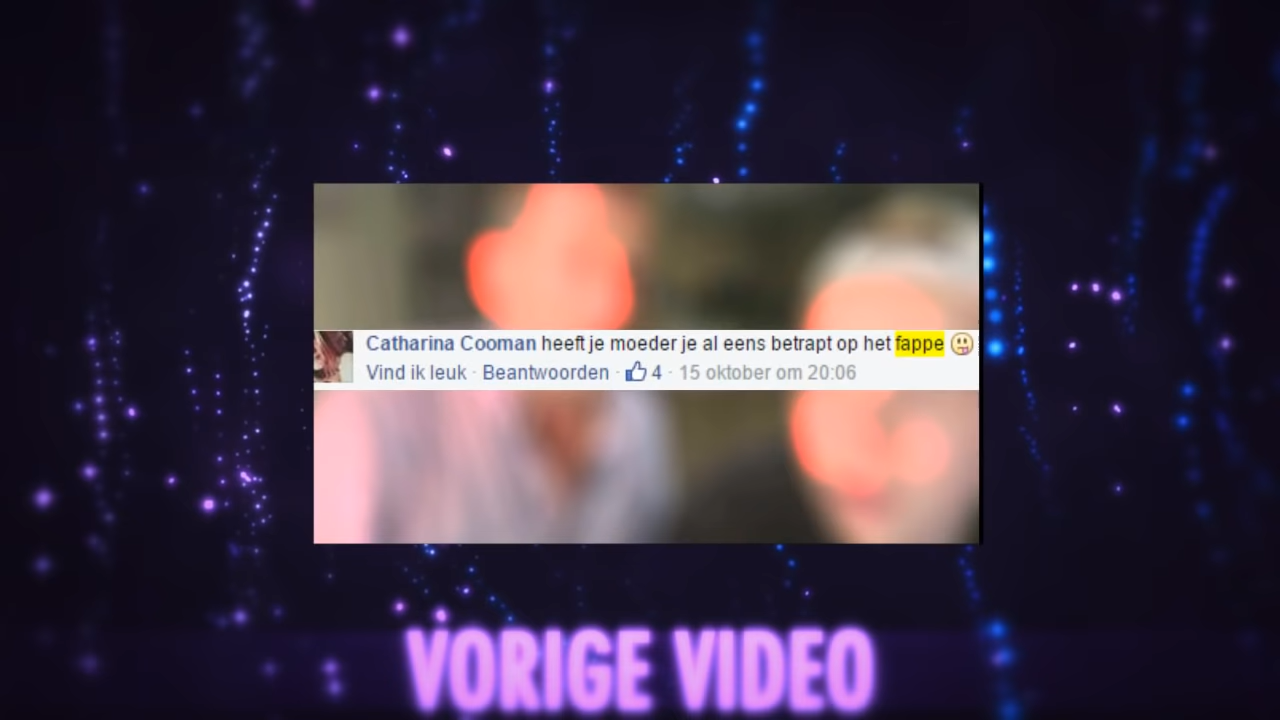 Catharina Cooman heeft je moeder je al eens betrapt op het fappe 😛
Vind ik leuk · Beantwoorden · 4 · 15 oktober om 20:06
VORIGE VIDEO